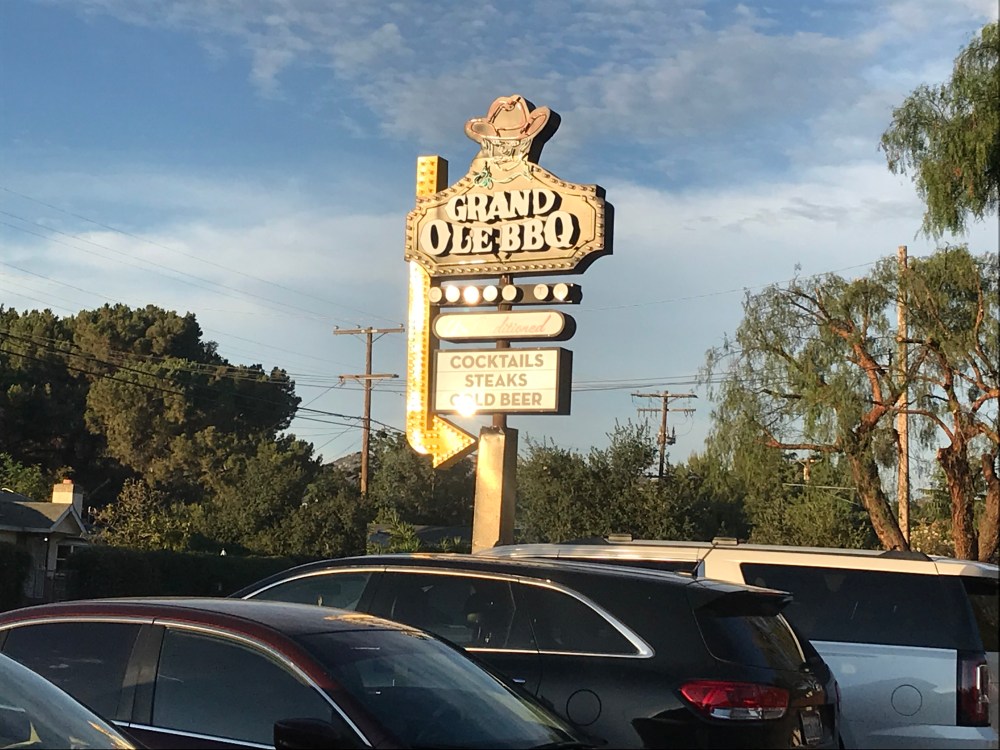 GRAND
OLE BBQ
COCKTAILS
STEAKS
COLD BEER